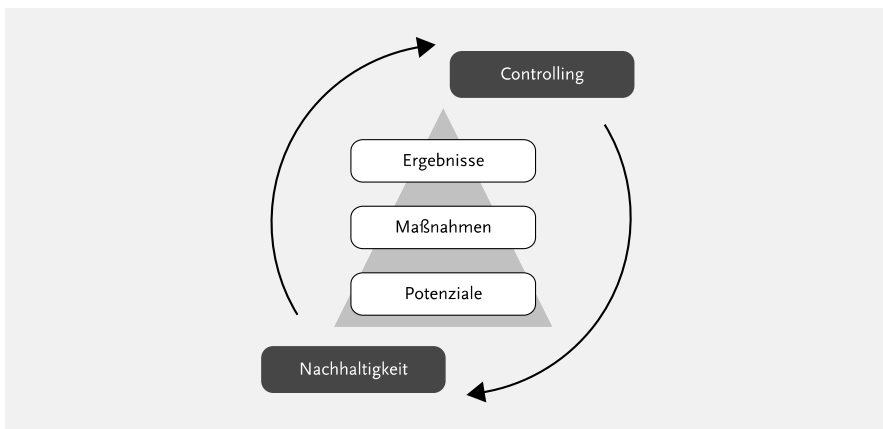 Controlling
Ergebnisse
Maßnahmen
Potenziale
Nachhaltigkeit